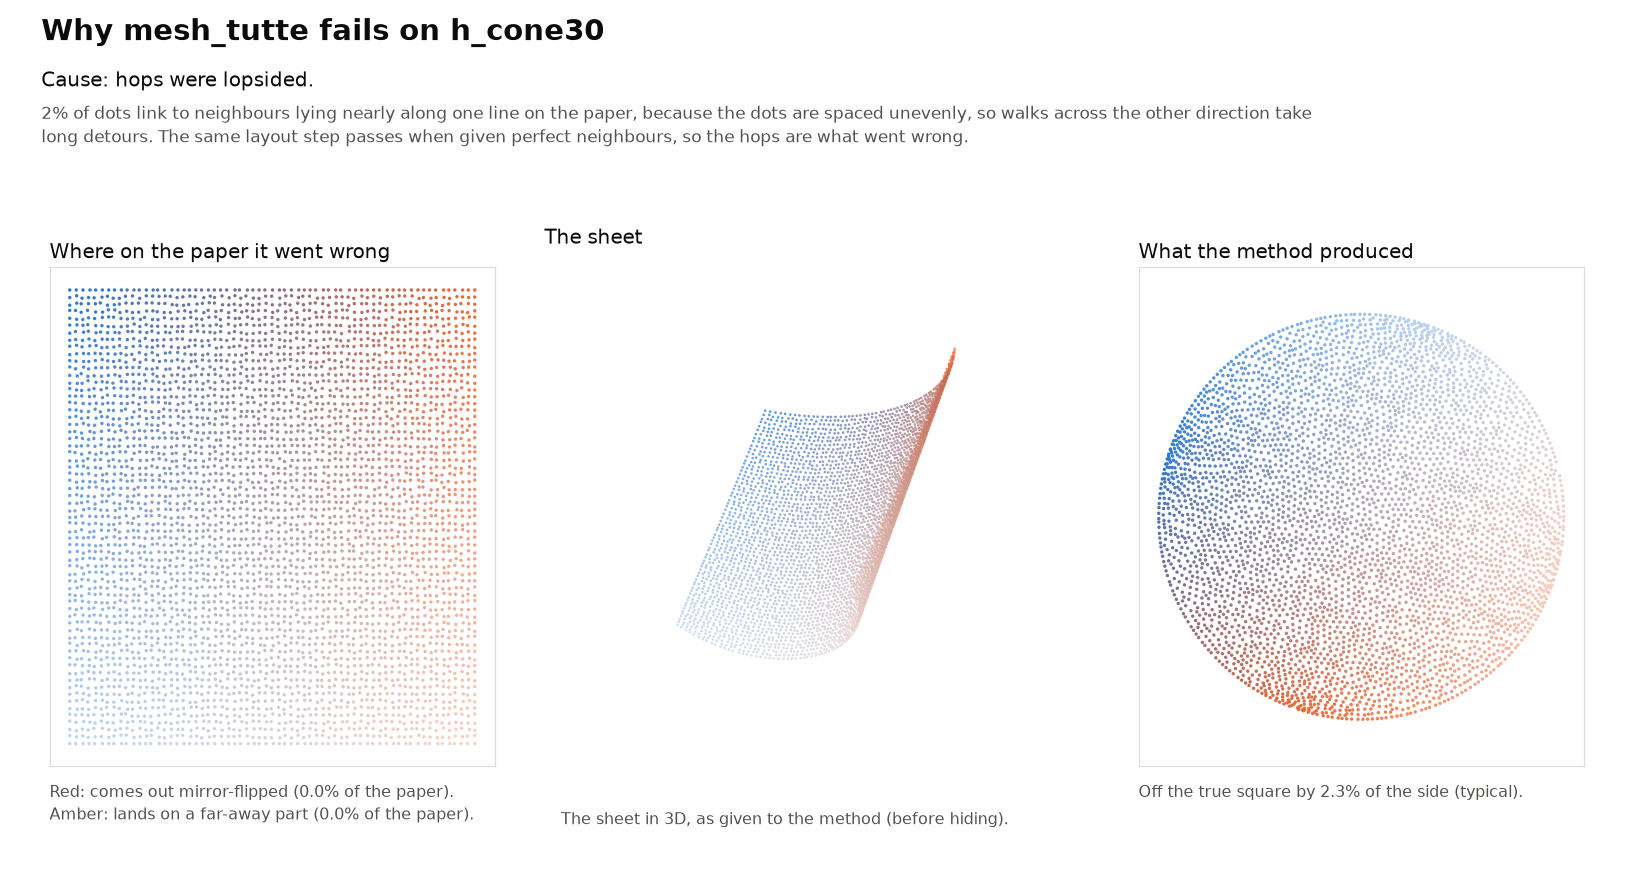 Why mesh_tutte fails on h_cone30
Cause: hops were lopsided.
2% of dots link to neighbours lying nearly along one line on the paper, because the dots are spaced unevenly, so walks across the other direction take
long detours. The same layout step passes when given perfect neighbours, so the hops are what went wrong.
The sheet
Where on the paper it went wrong
What the method produced
Red: comes out mirror-flipped (0.0% of the paper).
Amber: lands on a far-away part (0.0% of the paper).
The sheet in 3D, as given to the method (before hiding).
Off the true square by 2.3% of the side (typical).